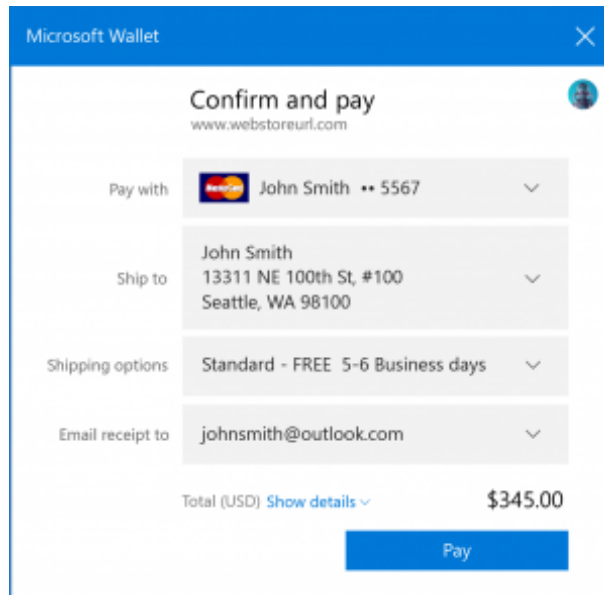 Microsoft Wallet
Confirm and pay
www.webstoreurl.com
Pay with
MasterCard
John Smith •• 5567
Ship to
John Smith
13311 NE 100th St, #100
Seattle, WA 98100
Shipping options
Standard - FREE 5-6 Business days
Email receipt to
johnsmith@outlook.com
Total (USD) Show details
$345.00
Pay